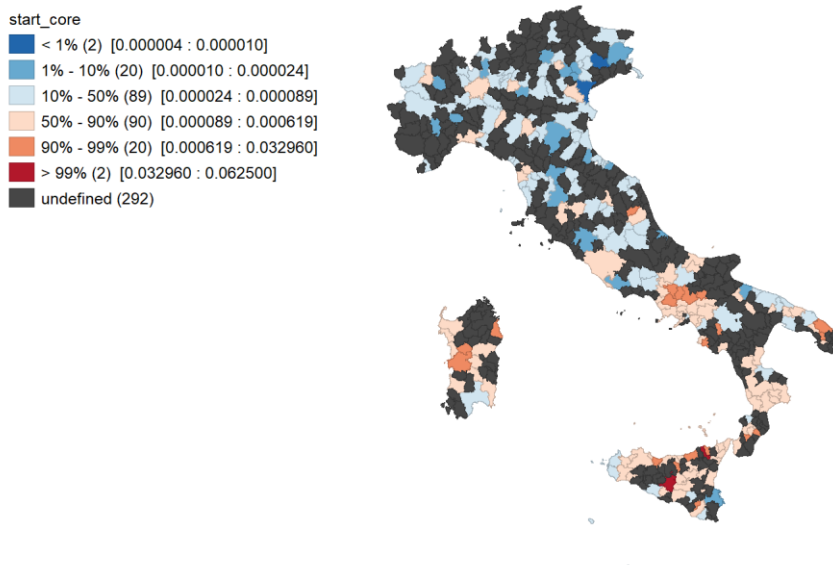 start_core
< 1% (2) [0.000004 : 0.000010]
1% - 10% (20) [0.000010 : 0.000024]
10% - 50% (89) [0.000024 : 0.000089]
50% - 90% (90) [0.000089 : 0.000619]
90% - 99% (20) [0.000619 : 0.032960]
> 99% (2) [0.032960 : 0.062500]
undefined (292)